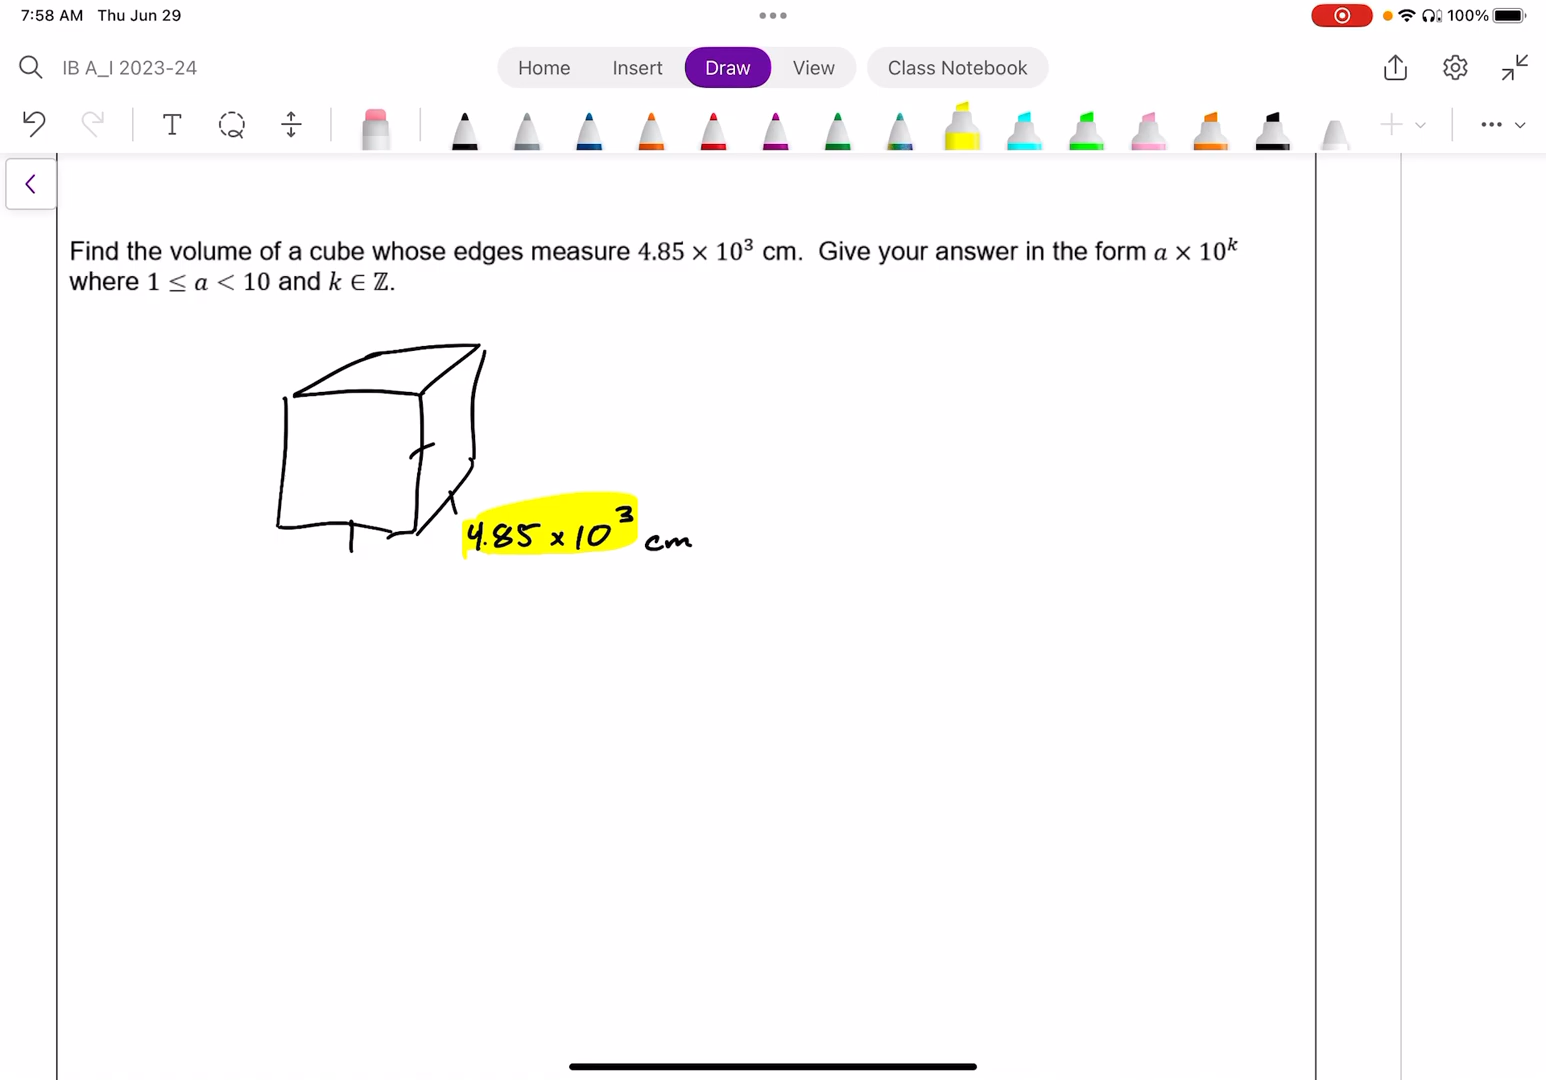 7:58 AM Thu Jun 29
100%
IB A_I 2023-24
Home Insert Draw View Class Notebook
T
Find the volume of a cube whose edges measure 4.85 × 10³ cm. Give your answer in the form a × 10ᵏ
where 1 ≤ a < 10 and k ∈ ℤ.
4.85 × 10³ cm